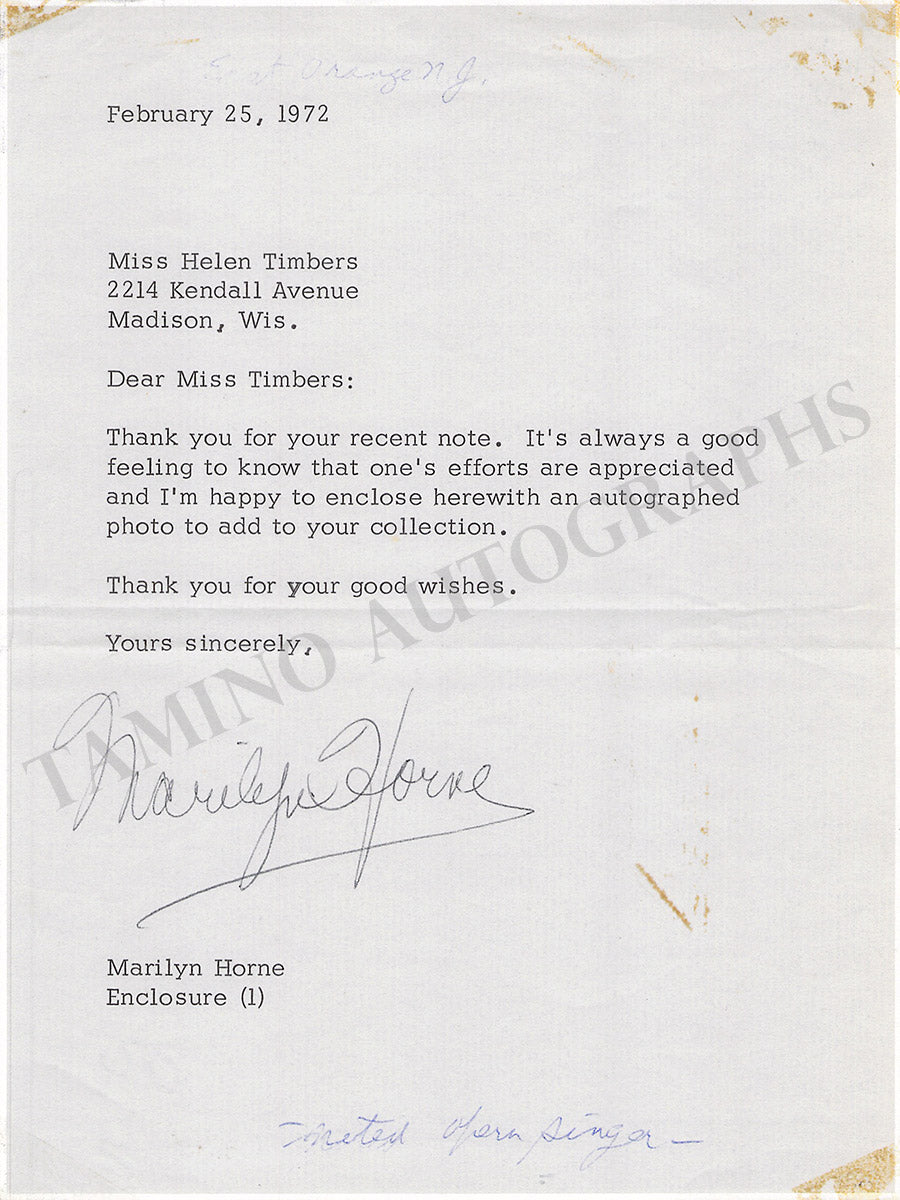 East Orange N.J.
February 25, 1972
Miss Helen Timbers
2214 Kendall Avenue
Madison, Wis.
Dear Miss Timbers:
Thank you for your recent note. It's always a good
feeling to know that one's efforts are appreciated
and I'm happy to enclose herewith an autographed
photo to add to your collection.
Thank you for your good wishes.
Yours sincerely,
TAMINO AUTOGRAPHS
Marilyn Horne
Marilyn Horne
Enclosure (1)
- noted opera singer -